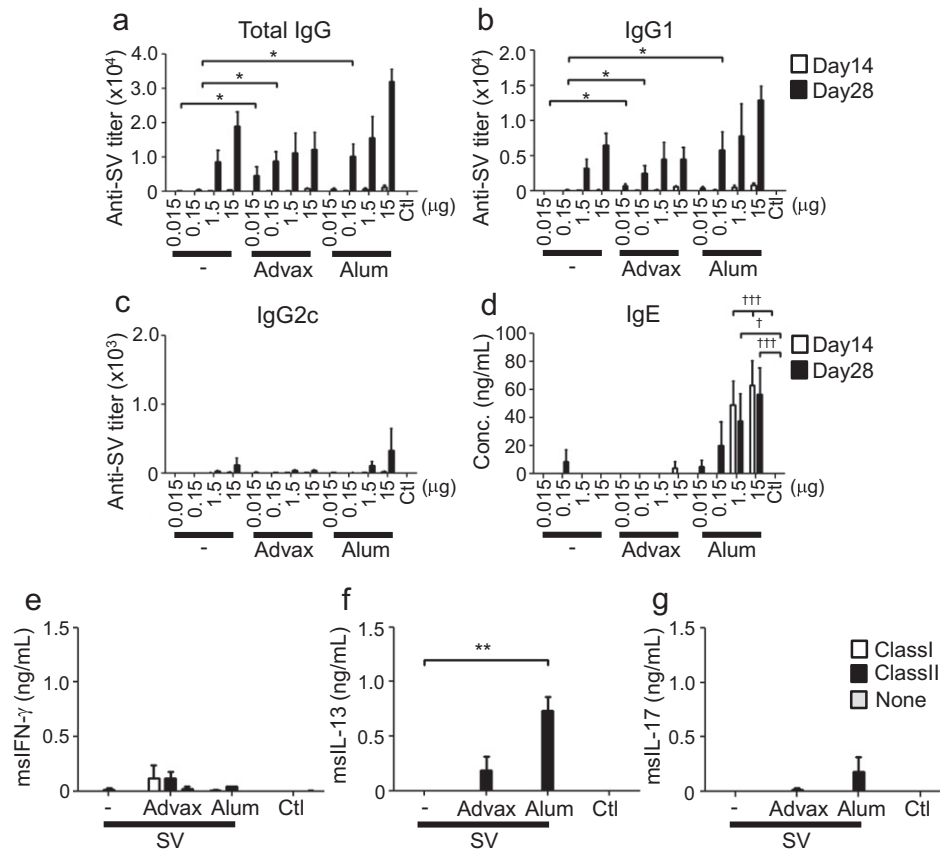 a
Total IgG
Anti-SV titer (x10⁴)
4.0
3.0
2.0
1.0
0
*
*
*
0.015
0.15
1.5
15
0.015
0.15
1.5
15
0.015
0.15
1.5
15
Ctl
(μg)
-
Advax
Alum
b
IgG1
Anti-SV titer (x10⁴)
2.0
1.5
1.0
0.5
0
*
*
*
Day14
Day28
0.015
0.15
1.5
15
0.015
0.15
1.5
15
0.015
0.15
1.5
15
Ctl
(μg)
-
Advax
Alum
c
IgG2c
Anti-SV titer (x10³)
2.0
1.0
0
0.015
0.15
1.5
15
0.015
0.15
1.5
15
0.015
0.15
1.5
15
Ctl
(μg)
-
Advax
Alum
d
IgE
Conc. (ng/mL)
100
80
60
40
20
0
†††
†
†††
Day14
Day28
0.015
0.15
1.5
15
0.015
0.15
1.5
15
0.015
0.15
1.5
15
Ctl
(μg)
-
Advax
Alum
e
msIFN-γ (ng/mL)
1.5
1.0
0.5
0
- Advax Alum Ctl
SV
f
msIL-13 (ng/mL)
1.5
1.0
0.5
0
**
- Advax Alum Ctl
SV
g
msIL-17 (ng/mL)
1.5
1.0
0.5
0
ClassI
ClassII
None
- Advax Alum Ctl
SV